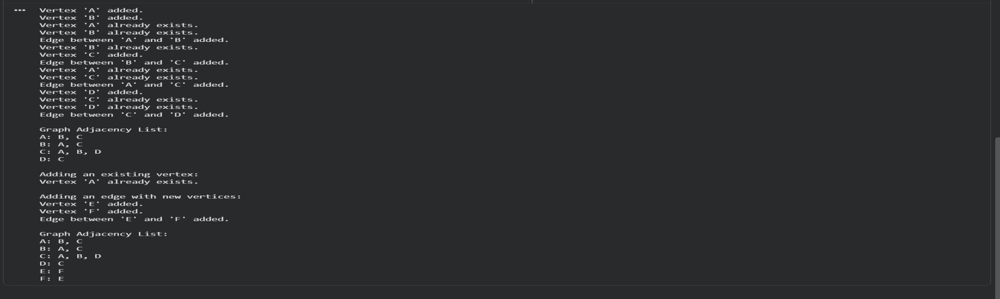 Vertex 'A' added.
Vertex 'B' added.
Vertex 'A' already exists.
Vertex 'B' already exists.
Edge between 'A' and 'B' added.
Vertex 'B' already exists.
Vertex 'C' added.
Edge between 'B' and 'C' added.
Vertex 'A' already exists.
Vertex 'C' already exists.
Edge between 'A' and 'C' added.
Vertex 'D' added.
Vertex 'C' already exists.
Vertex 'D' already exists.
Edge between 'C' and 'D' added.
Graph Adjacency List:
A: B, C
B: A, C
C: A, B, D
D: C
Adding an existing vertex:
Vertex 'A' already exists.
Adding an edge with new vertices:
Vertex 'E' added.
Vertex 'F' added.
Edge between 'E' and 'F' added.
Graph Adjacency List:
A: B, C
B: A, C
C: A, B, D
D: C
E: F
F: E